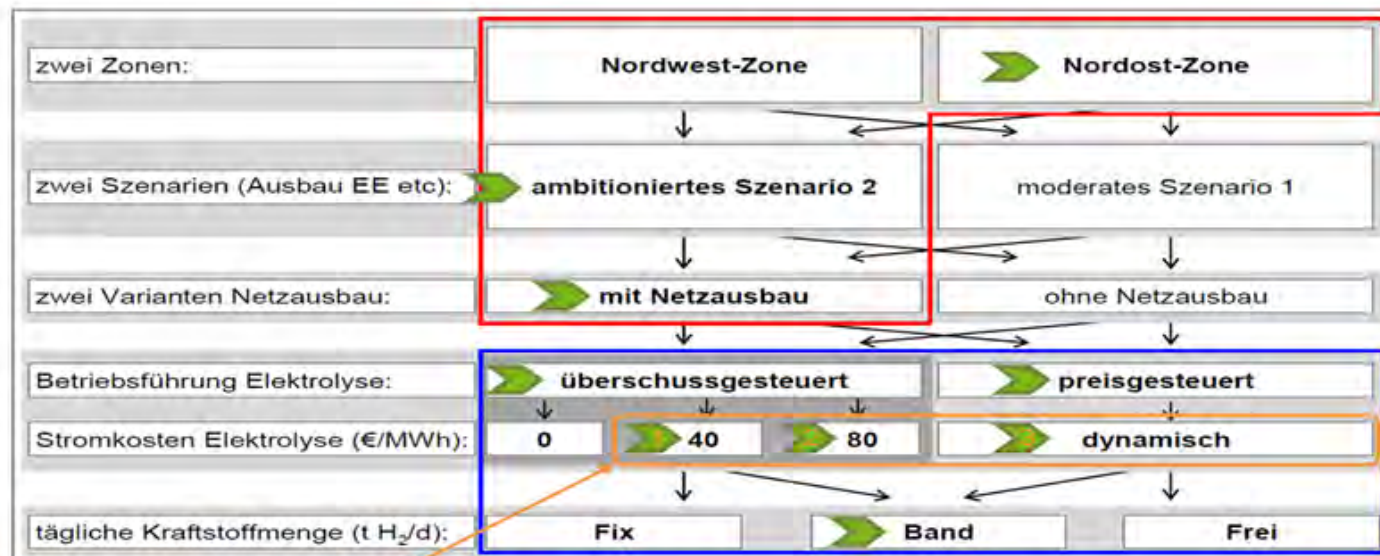 zwei Zonen: Nordwest-Zone Nordost-Zone
zwei Szenarien (Ausbau EE etc): ambitioniertes Szenario 2 moderates Szenario 1
zwei Varianten Netzausbau: mit Netzausbau ohne Netzausbau
Betriebsführung Elektrolyse: überschussgesteuert preisgesteuert
Stromkosten Elektrolyse (€/MWh): 0 40 80 dynamisch
tägliche Kraftstoffmenge (t H₂/d): Fix Band Frei